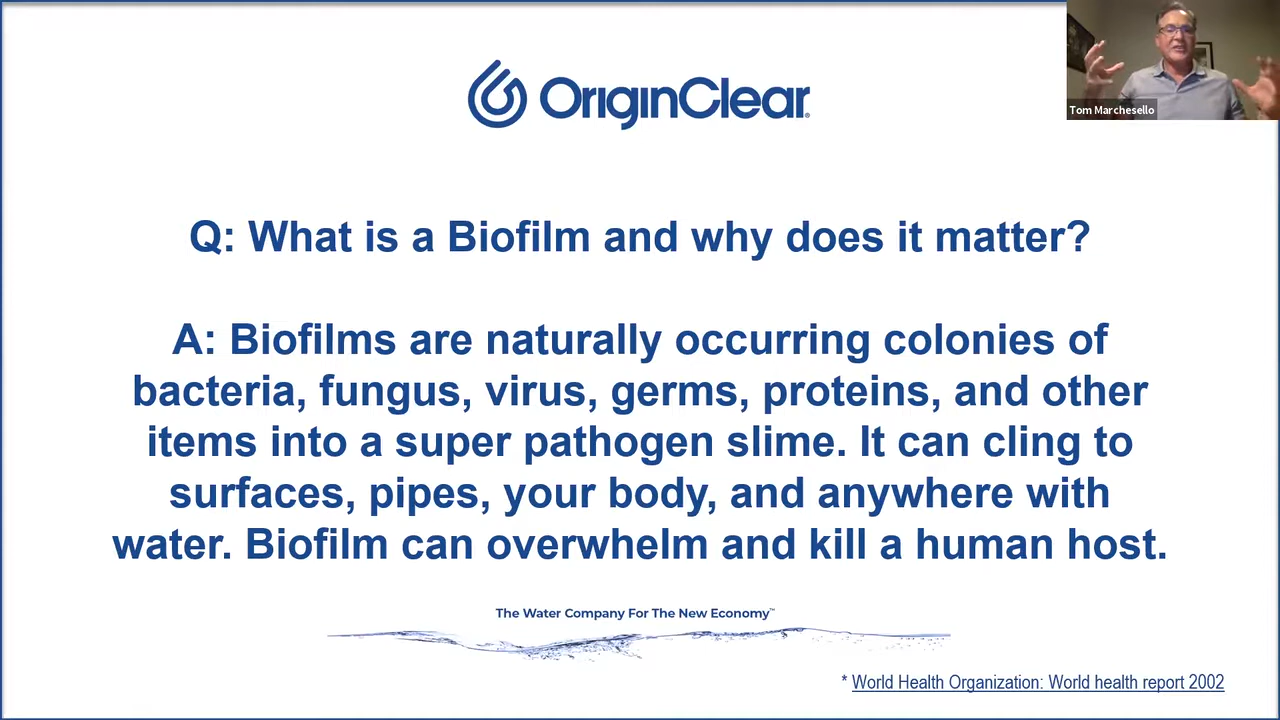 OriginClear®
Tom Marchesello
Q: What is a Biofilm and why does it matter?
A: Biofilms are naturally occurring colonies of
bacteria, fungus, virus, germs, proteins, and other
items into a super pathogen slime. It can cling to
surfaces, pipes, your body, and anywhere with
water. Biofilm can overwhelm and kill a human host.
The Water Company For The New Economy™
* World Health Organization: World health report 2002